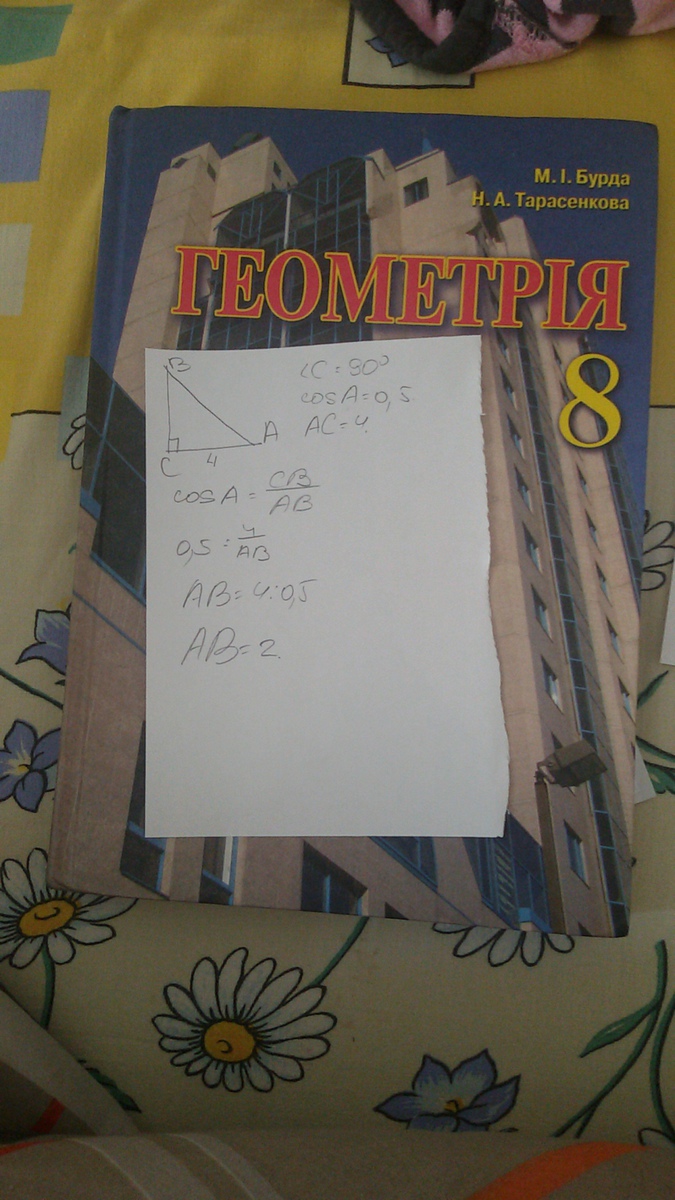 М. І. Бурда
Н. А. Тарасенкова
ГЕОМЕТРІЯ
8
B
C
4
A
∠C = 90°
cos A = 0,5.
AC = 4.
cos A = CB/AB
0,5 = 4/AB
AB = 4:0,5
AB = 2.